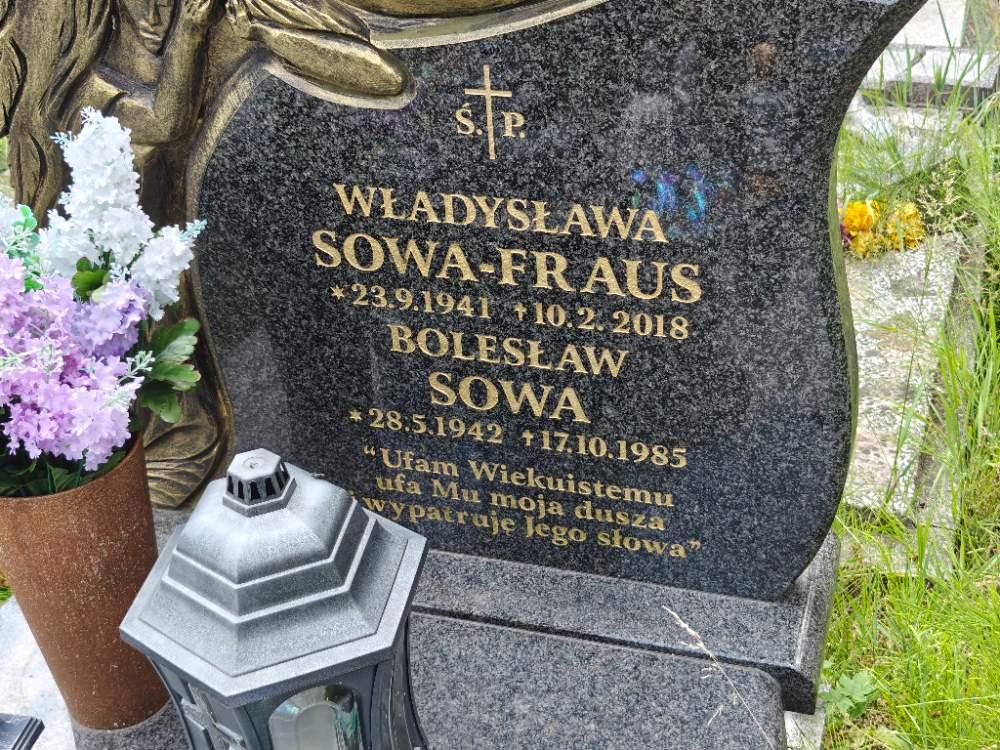 Ś. P.
WŁADYSŁAWA
SOWA-FRAUS
*23.9.1941 +10.2.2018
BOLESŁAW
SOWA
*28.5.1942 +17.10.1985
“Ufam Wiekuistemu
ufa Mu moja dusza
wypatruję Jego słowa”